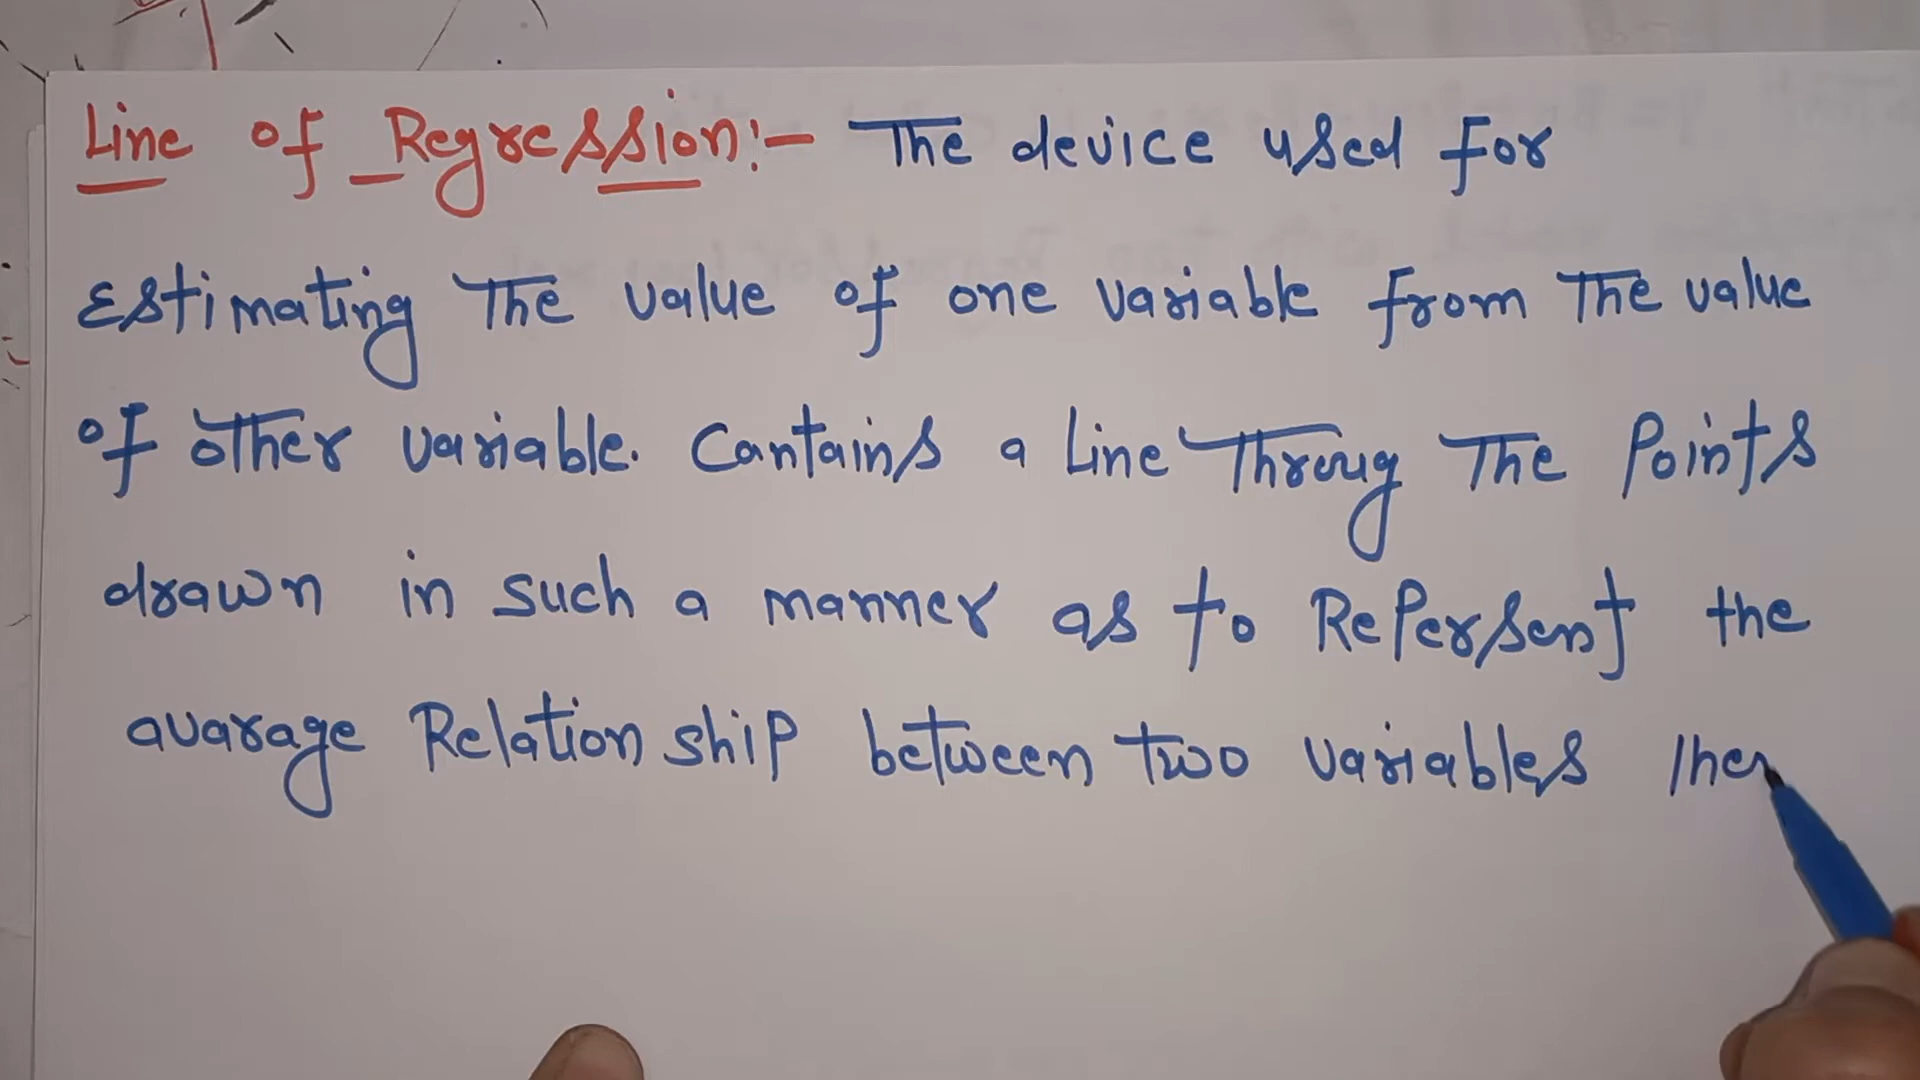 Line of Regression:- The device used for
Estimating The value of one variable from The value
of other variable. Cantains a Line Throug The Points
drawn in such a manner as to Repersent the
avarage Relationship between two variables